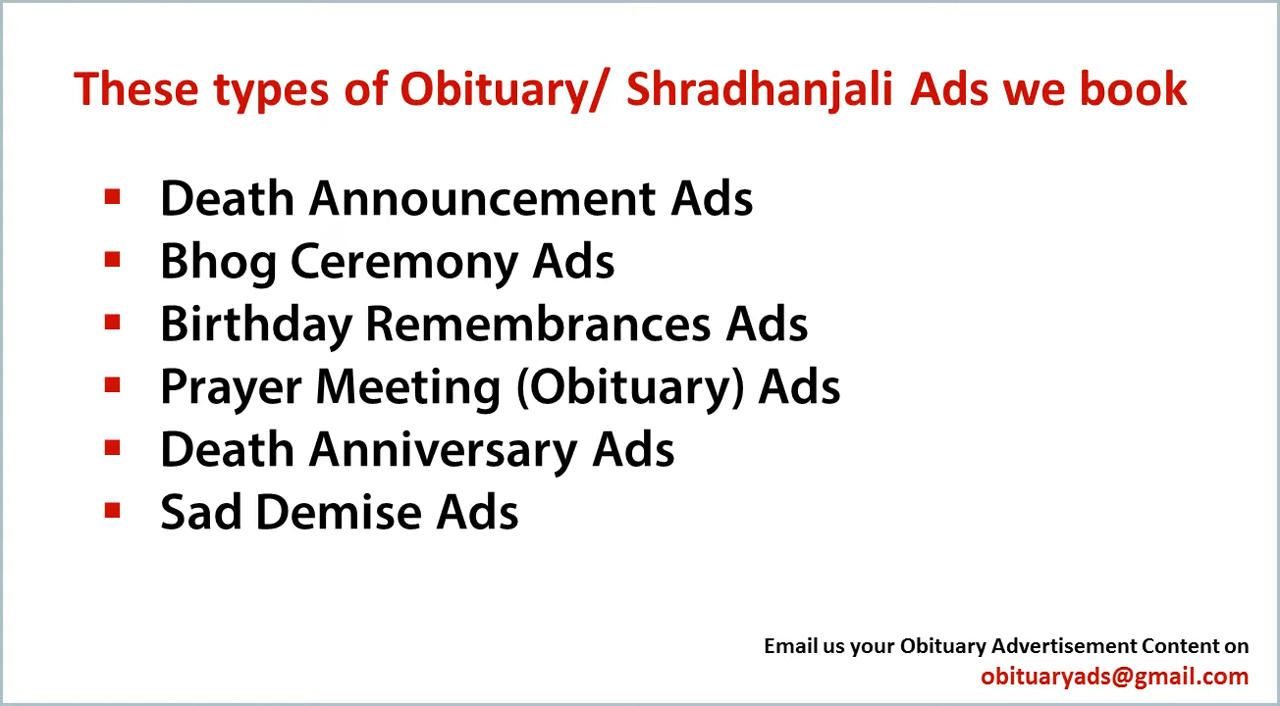 These types of Obituary/ Shradhanjali Ads we book
▪ Death Announcement Ads
▪ Bhog Ceremony Ads
▪ Birthday Remembrances Ads
▪ Prayer Meeting (Obituary) Ads
▪ Death Anniversary Ads
▪ Sad Demise Ads
Email us your Obituary Advertisement Content on
obituaryads@gmail.com